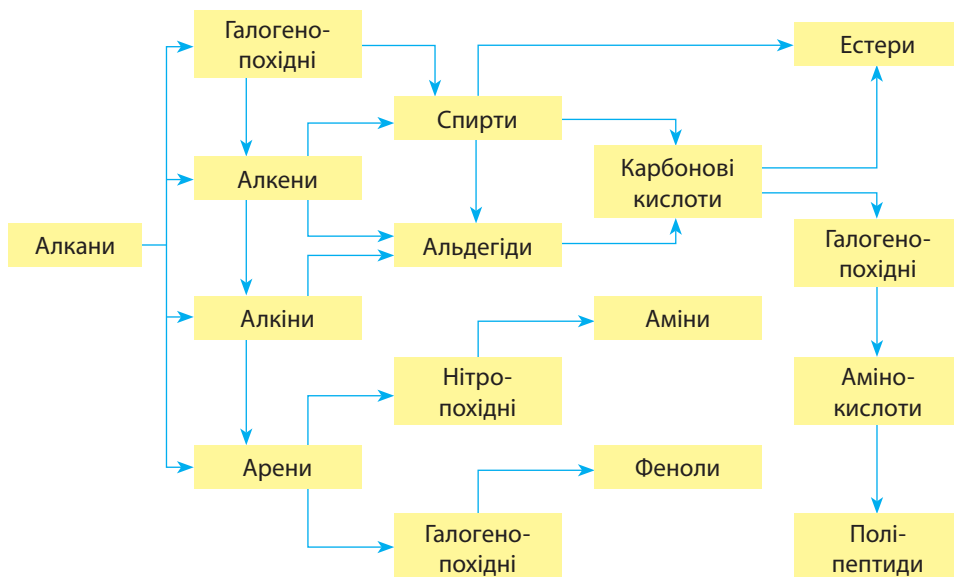 Галогено-
похідні
Естери
Спирти
Алкени
Карбонові
кислоти
Алкани
Альдегіди
Галогено-
похідні
Алкіни
Аміни
Нітро-
похідні
Аміно-
кислоти
Арени
Феноли
Галогено-
похідні
Полі-
пептиди